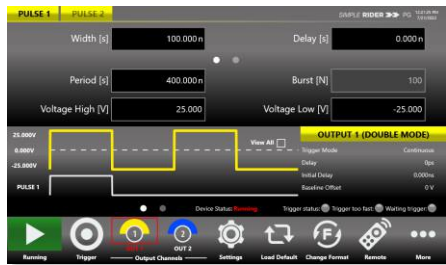 PULSE 1 PULSE 2 SIMPLE RIDER PG
Width [s] 100.000 n Delay [s] 0.000 n
Period [s] 400.000 n Burst [N] 100
Voltage High [V] 25.000 Voltage Low [V] -25.000
25.000V View All OUTPUT 1 (DOUBLE MODE)
0.000V Trigger Mode Continuous
-25.000V Delay 0ps
Initial Delay 0,000ns
PULSE 1 Baseline Offset 0 V
Device Status: Running Trigger status: Trigger too fast: Waiting trigger
1 2 F
OUT 2
Running Trigger Output Channels Settings Load Default Change Format Remote More